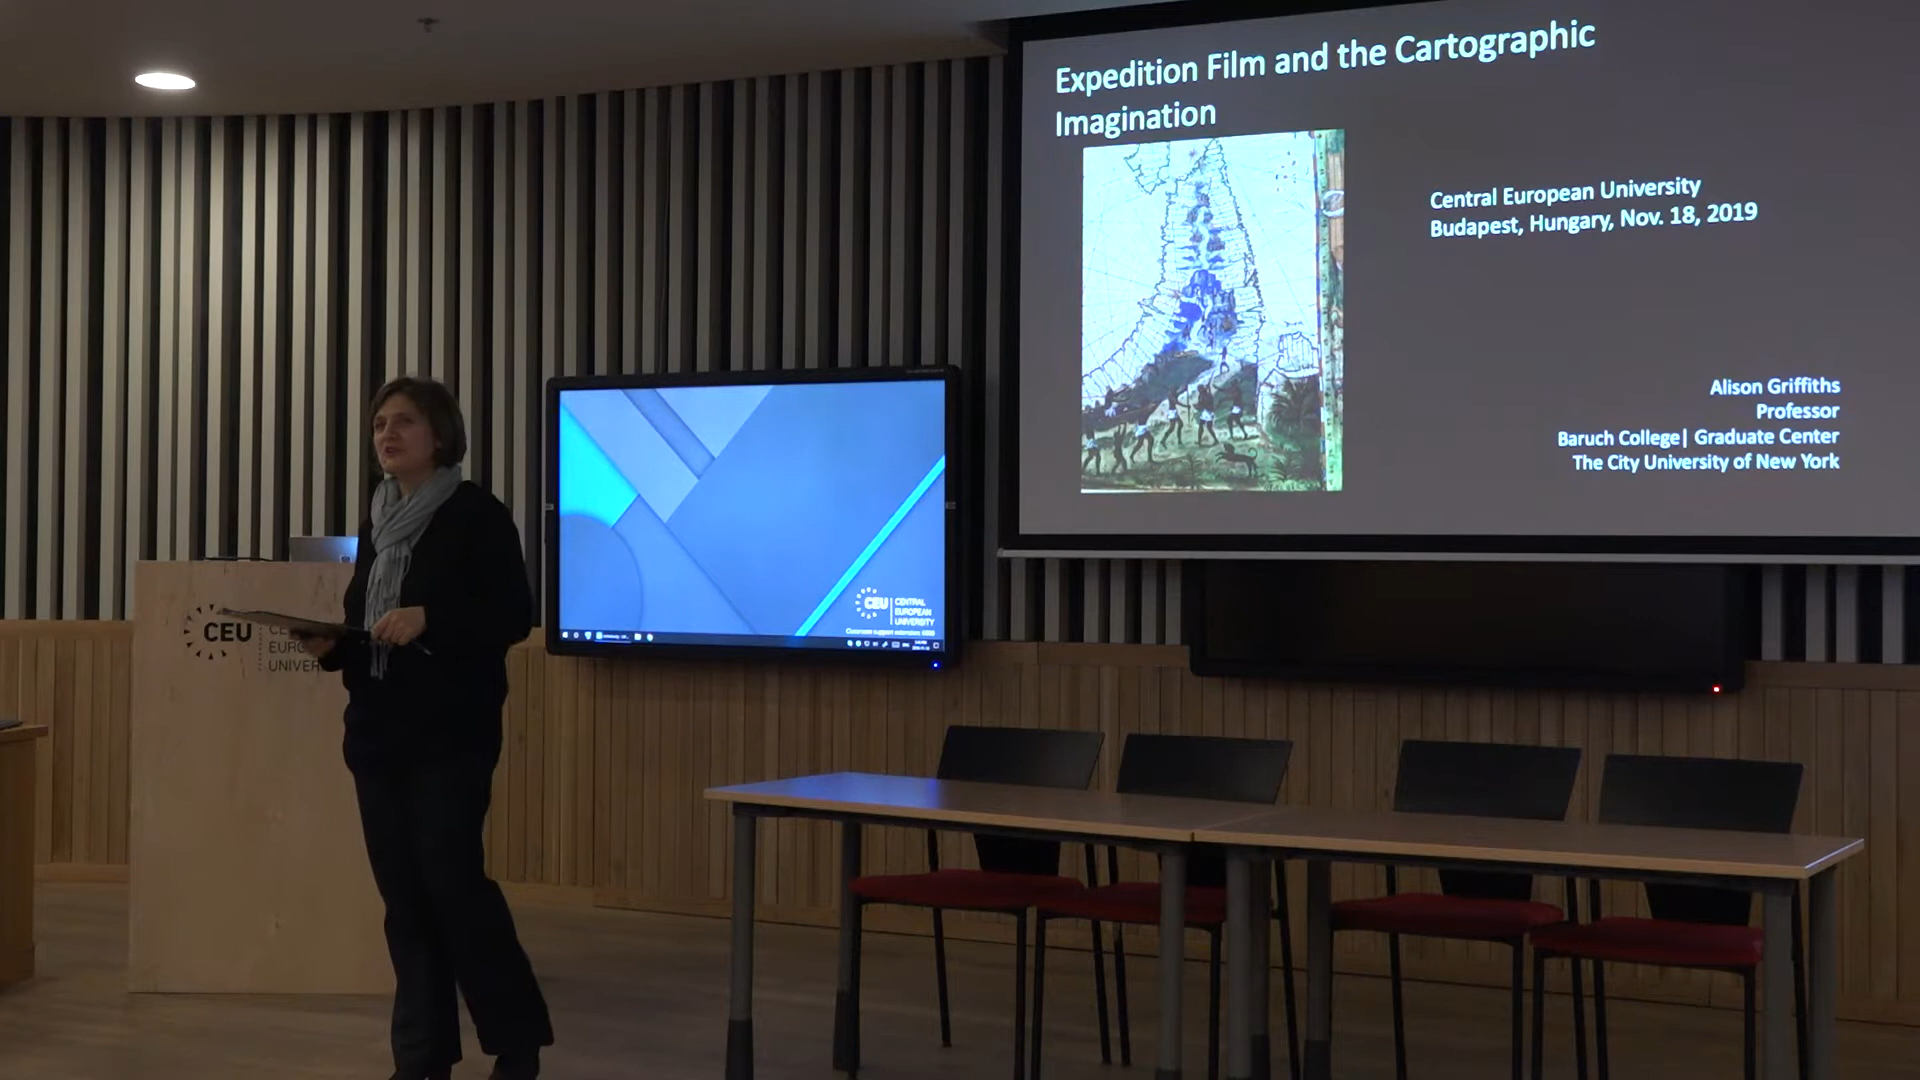 Expedition Film and the Cartographic
Imagination
Central European University
Budapest, Hungary, Nov. 18, 2019
Alison Griffiths
Professor
Baruch College| Graduate Center
The City University of New York
CEU
CENTRAL
EUROPEAN
UNIVERSITY
CEU